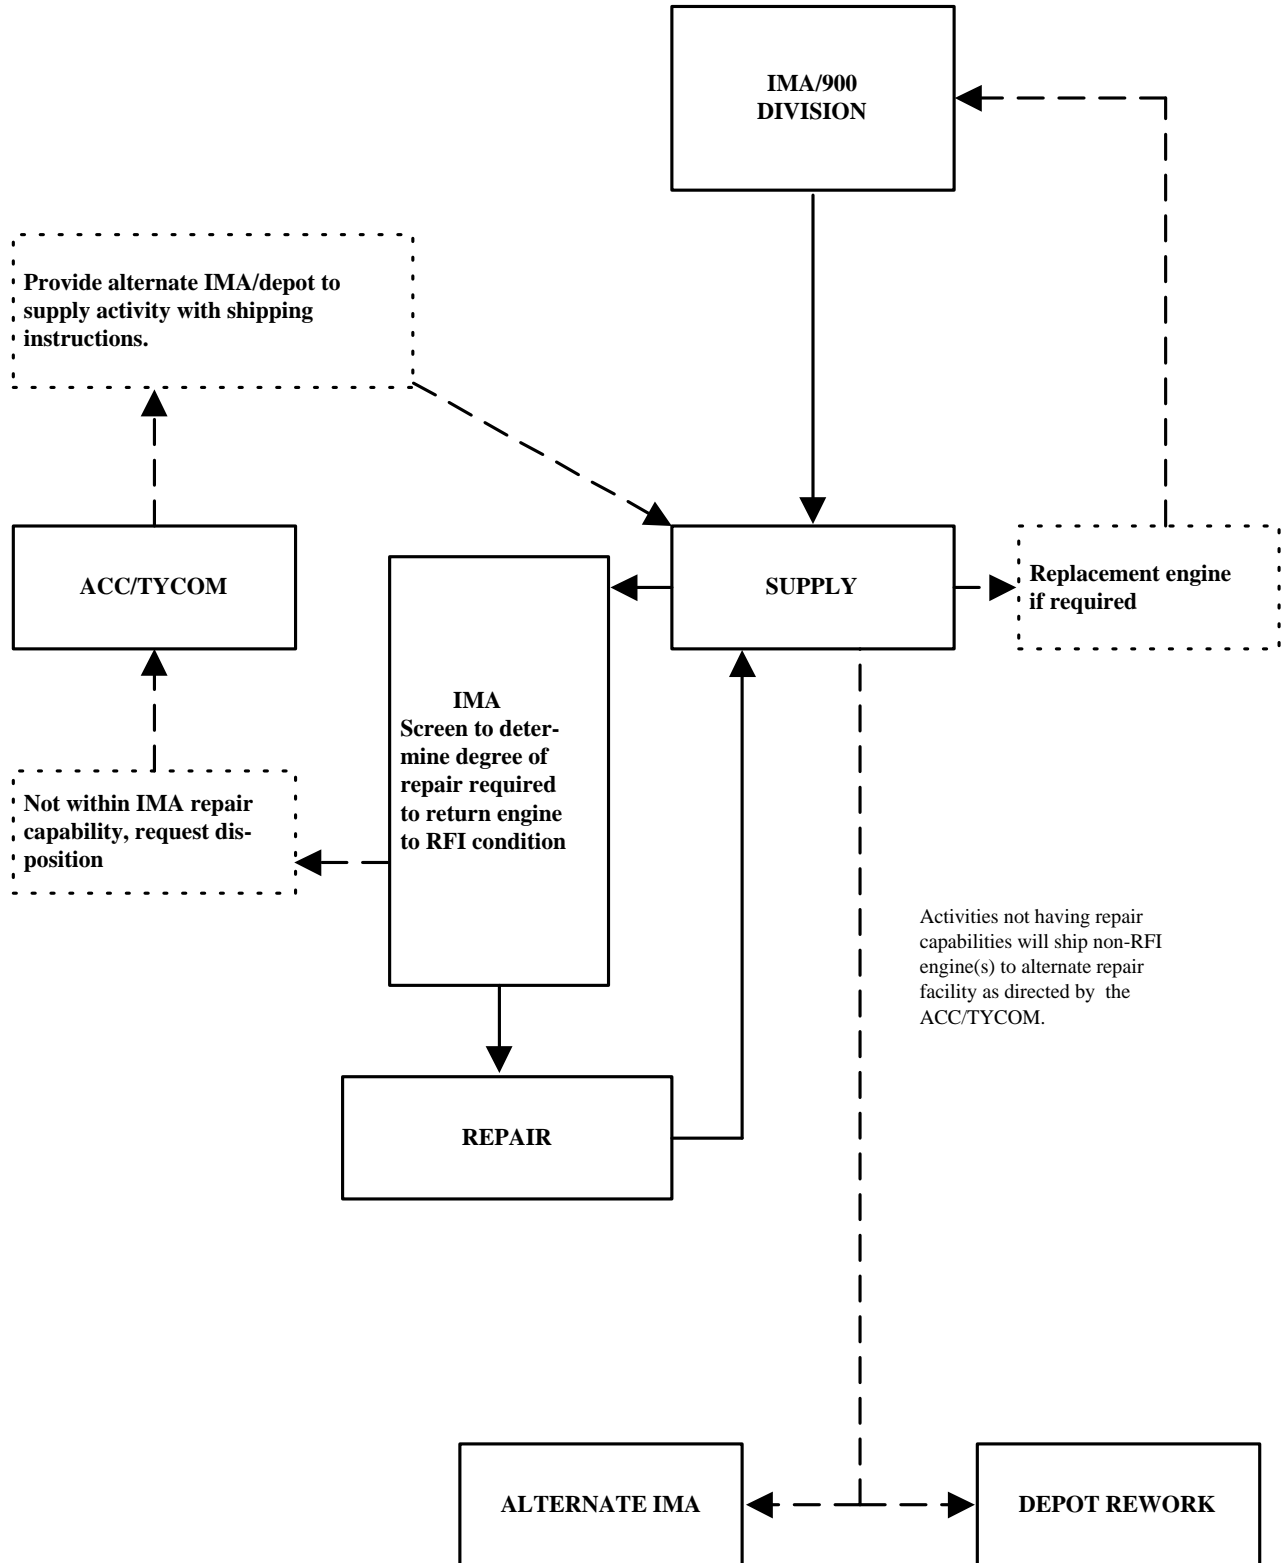 IMA/900
DIVISION
Provide alternate IMA/depot to
supply activity with shipping
instructions.
ACC/TYCOM
SUPPLY
Replacement engine
if required
IMA
Screen to deter-
mine degree of
repair required
to return engine
to RFI condition
Not within IMA repair
capability, request dis-
position
Activities not having repair
capabilities will ship non-RFI
engine(s) to alternate repair
facility as directed by the
ACC/TYCOM.
REPAIR
ALTERNATE IMA
DEPOT REWORK